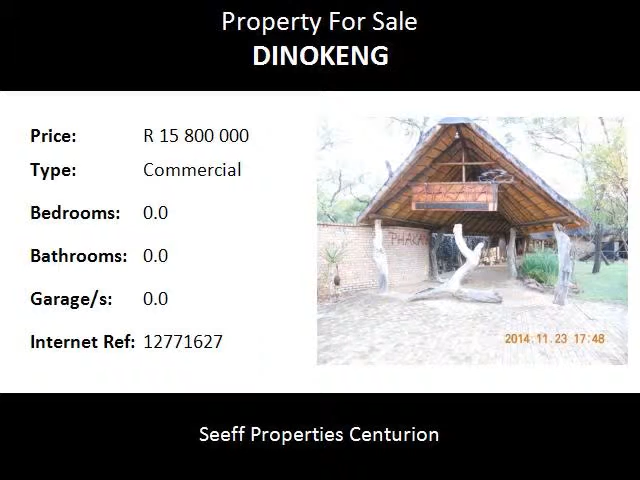 Property For Sale
DINOKENG
Price: R 15 800 000
Type: Commercial
Bedrooms: 0.0
Bathrooms: 0.0
Garage/s: 0.0
Internet Ref: 12771627
2014.11.23 17:48
Seeff Properties Centurion